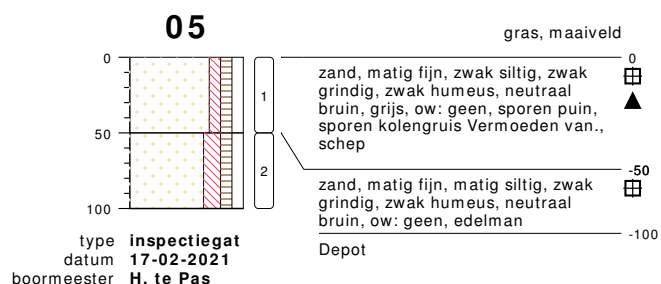 05
gras, maaiveld
0
50
100
1
2
0
zand, matig fijn, zwak siltig, zwak
grindig, zwak humeus, neutraal
bruin, grijs, ow: geen, sporen puin,
sporen kolengruis Vermoeden van.,
schep
-50
zand, matig fijn, matig siltig, zwak
grindig, zwak humeus, neutraal
bruin, ow: geen, edelman
-100
Depot
type inspectiegat
datum 17-02-2021
boormeester H. te Pas